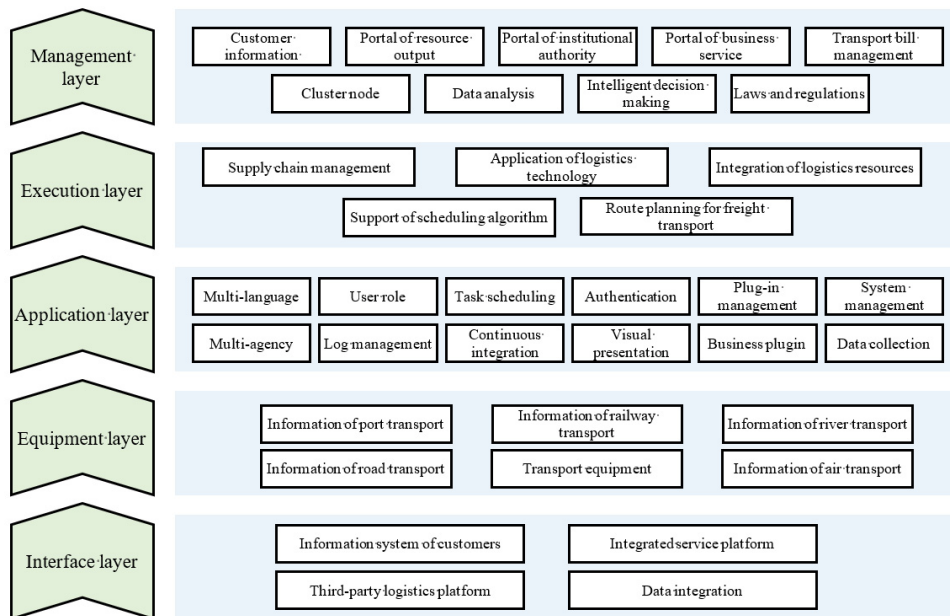 Management
layer
Customer
information
Portal of resource
output
Portal of institutional
authority
Portal of business
service
Transport bill
management
Cluster node
Data analysis
Intelligent decision
making
Laws and regulations
Execution layer
Supply chain management
Application of logistics
technology
Integration of logistics resources
Support of scheduling algorithm
Route planning for freight
transport
Application layer
Multi-language
User role
Task scheduling
Authentication
Plug-in
management
System
management
Multi-agency
Log management
Continuous
integration
Visual
presentation
Business plugin
Data collection
Equipment layer
Information of port transport
Information of railway
transport
Information of river transport
Information of road transport
Transport equipment
Information of air transport
Interface layer
Information system of customers
Integrated service platform
Third-party logistics platform
Data integration